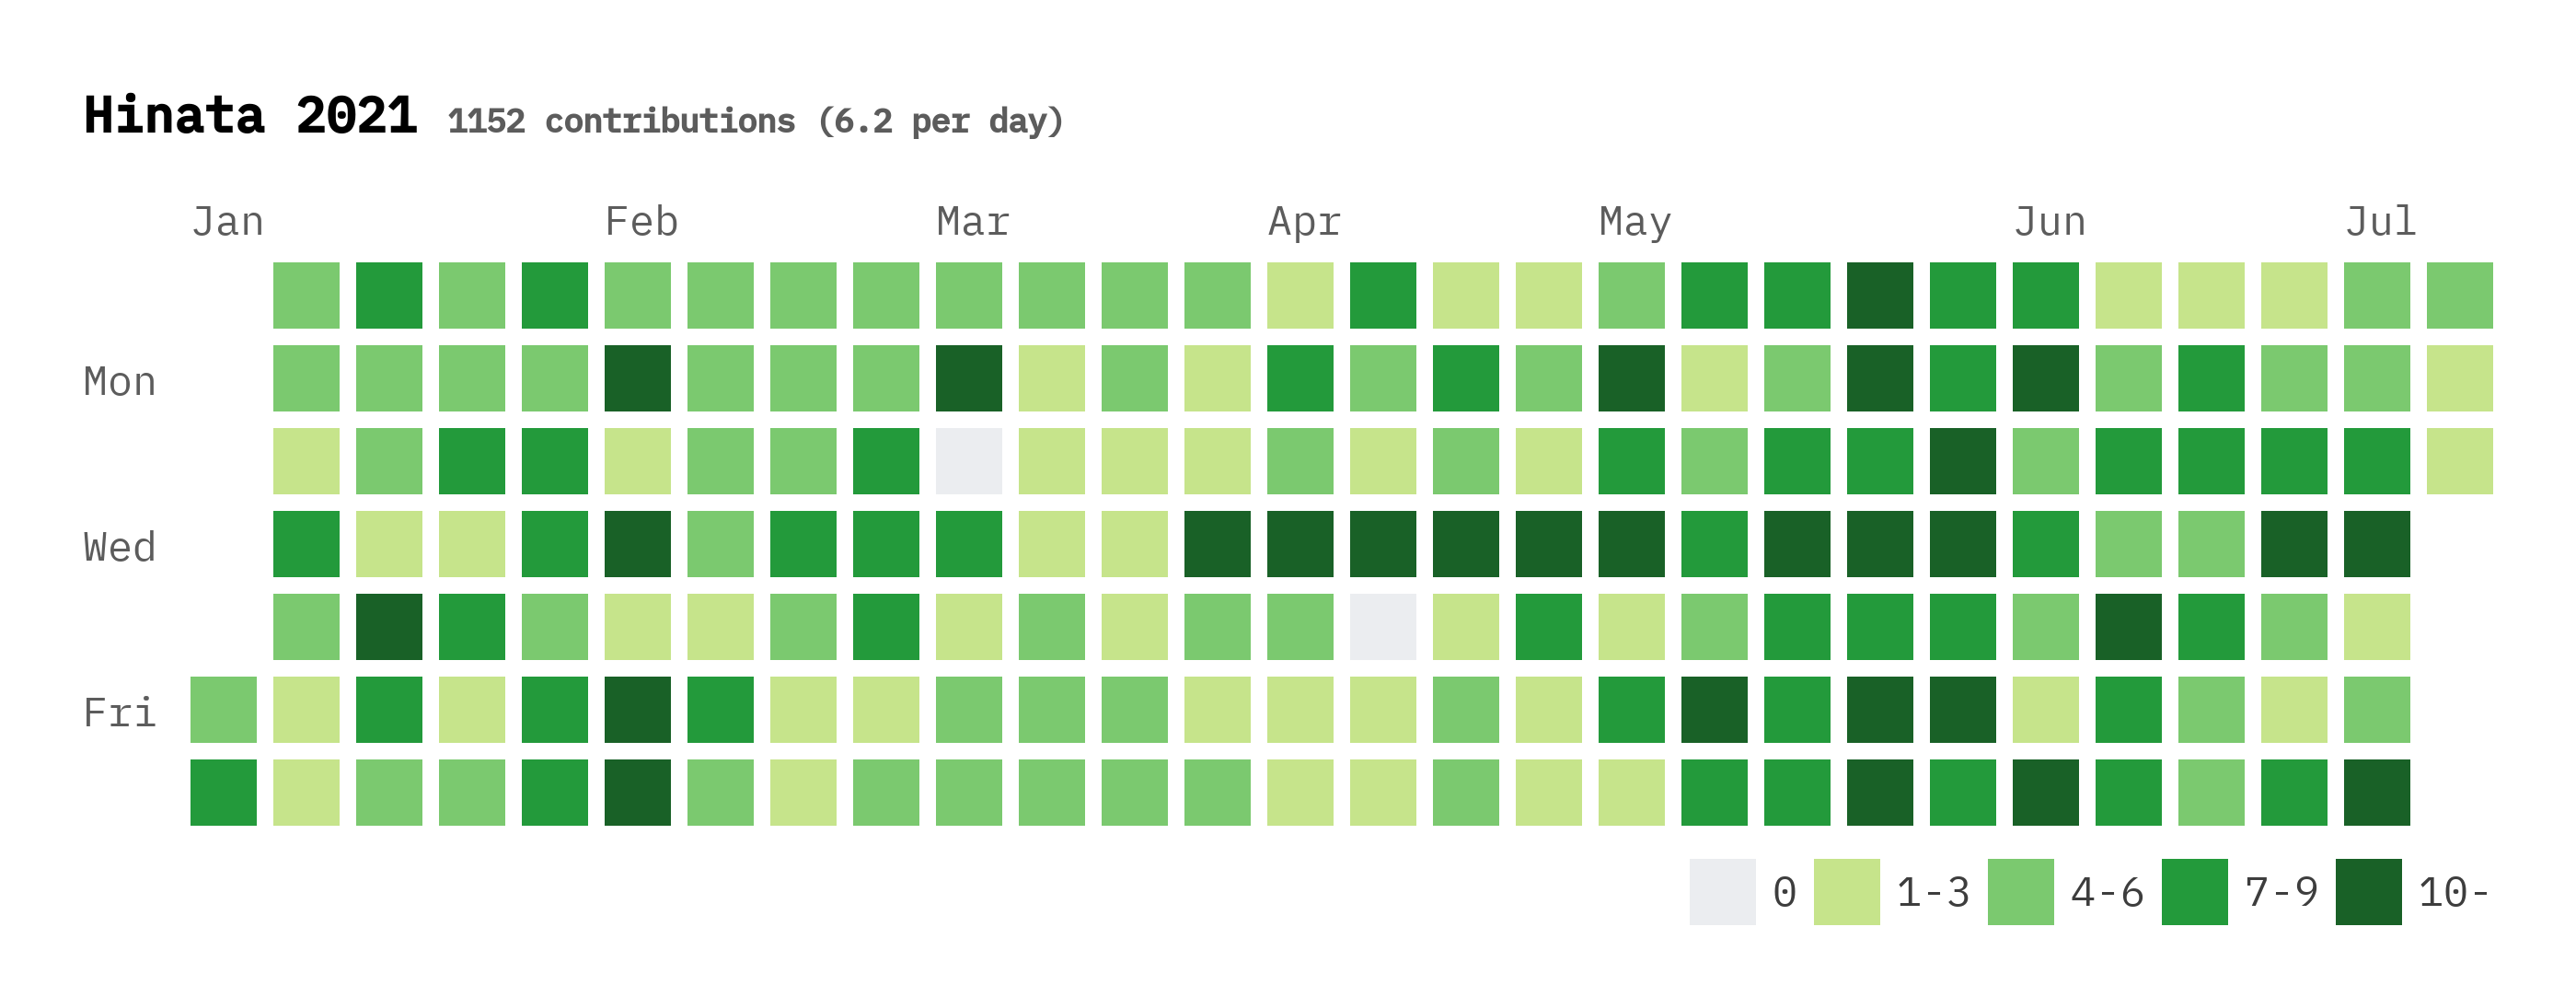 Hinata 2021 1152 contributions (6.2 per day)
Jan Feb Mar Apr May Jun Jul
Mon
Wed
Fri
0 1-3 4-6 7-9 10-